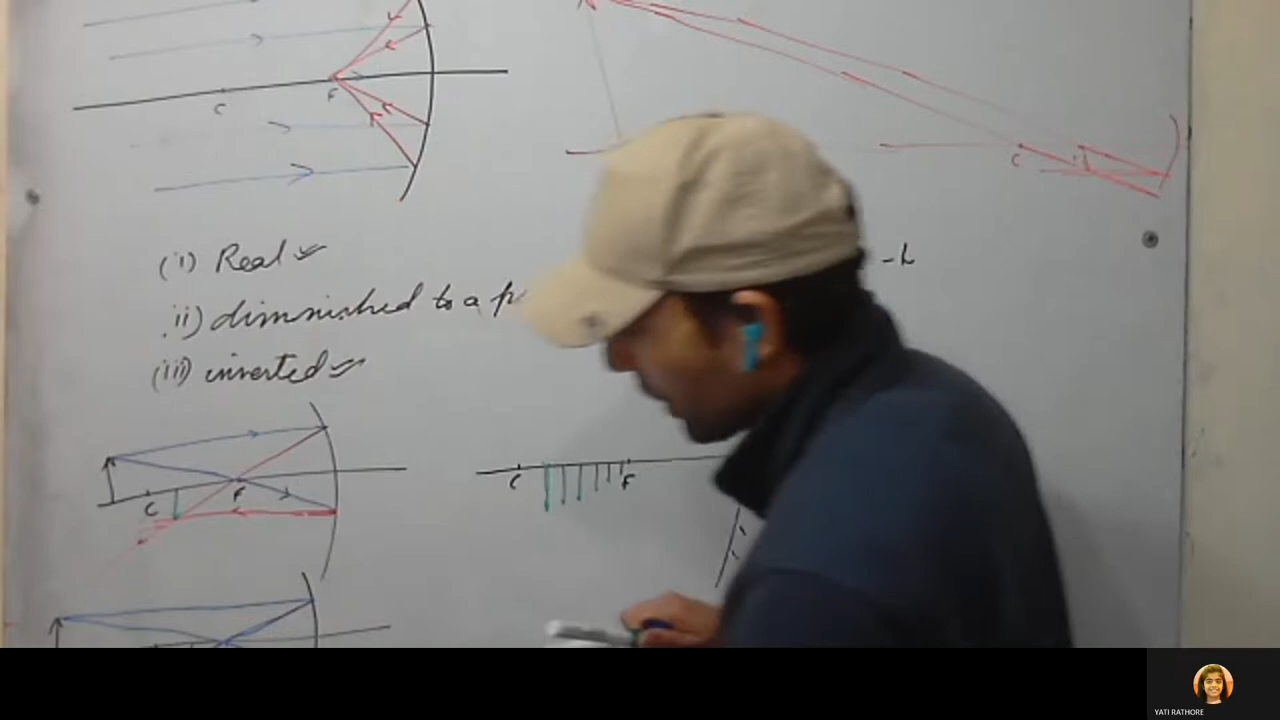 C F
C
(i) Real
ii) diminished to a
-h
(iii) inverted
C F
C F
YATI RATHORE